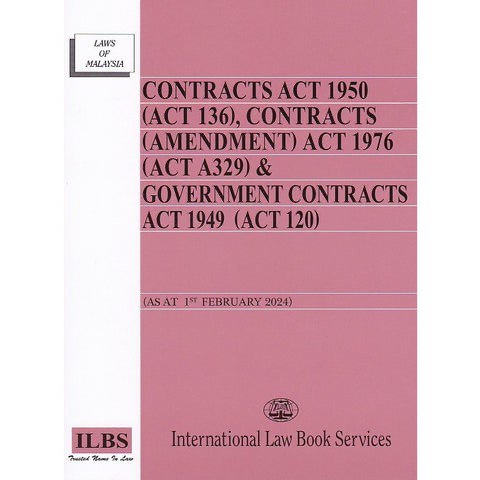 LAWS
OF
MALAYSIA
CONTRACTS ACT 1950
(ACT 136), CONTRACTS
(AMENDMENT) ACT 1976
(ACT A329) &
GOVERNMENT CONTRACTS
ACT 1949 (ACT 120)
(AS AT 1ST FEBRUARY 2024)
International Law Book Services
ILBS
Trusted Name In Law